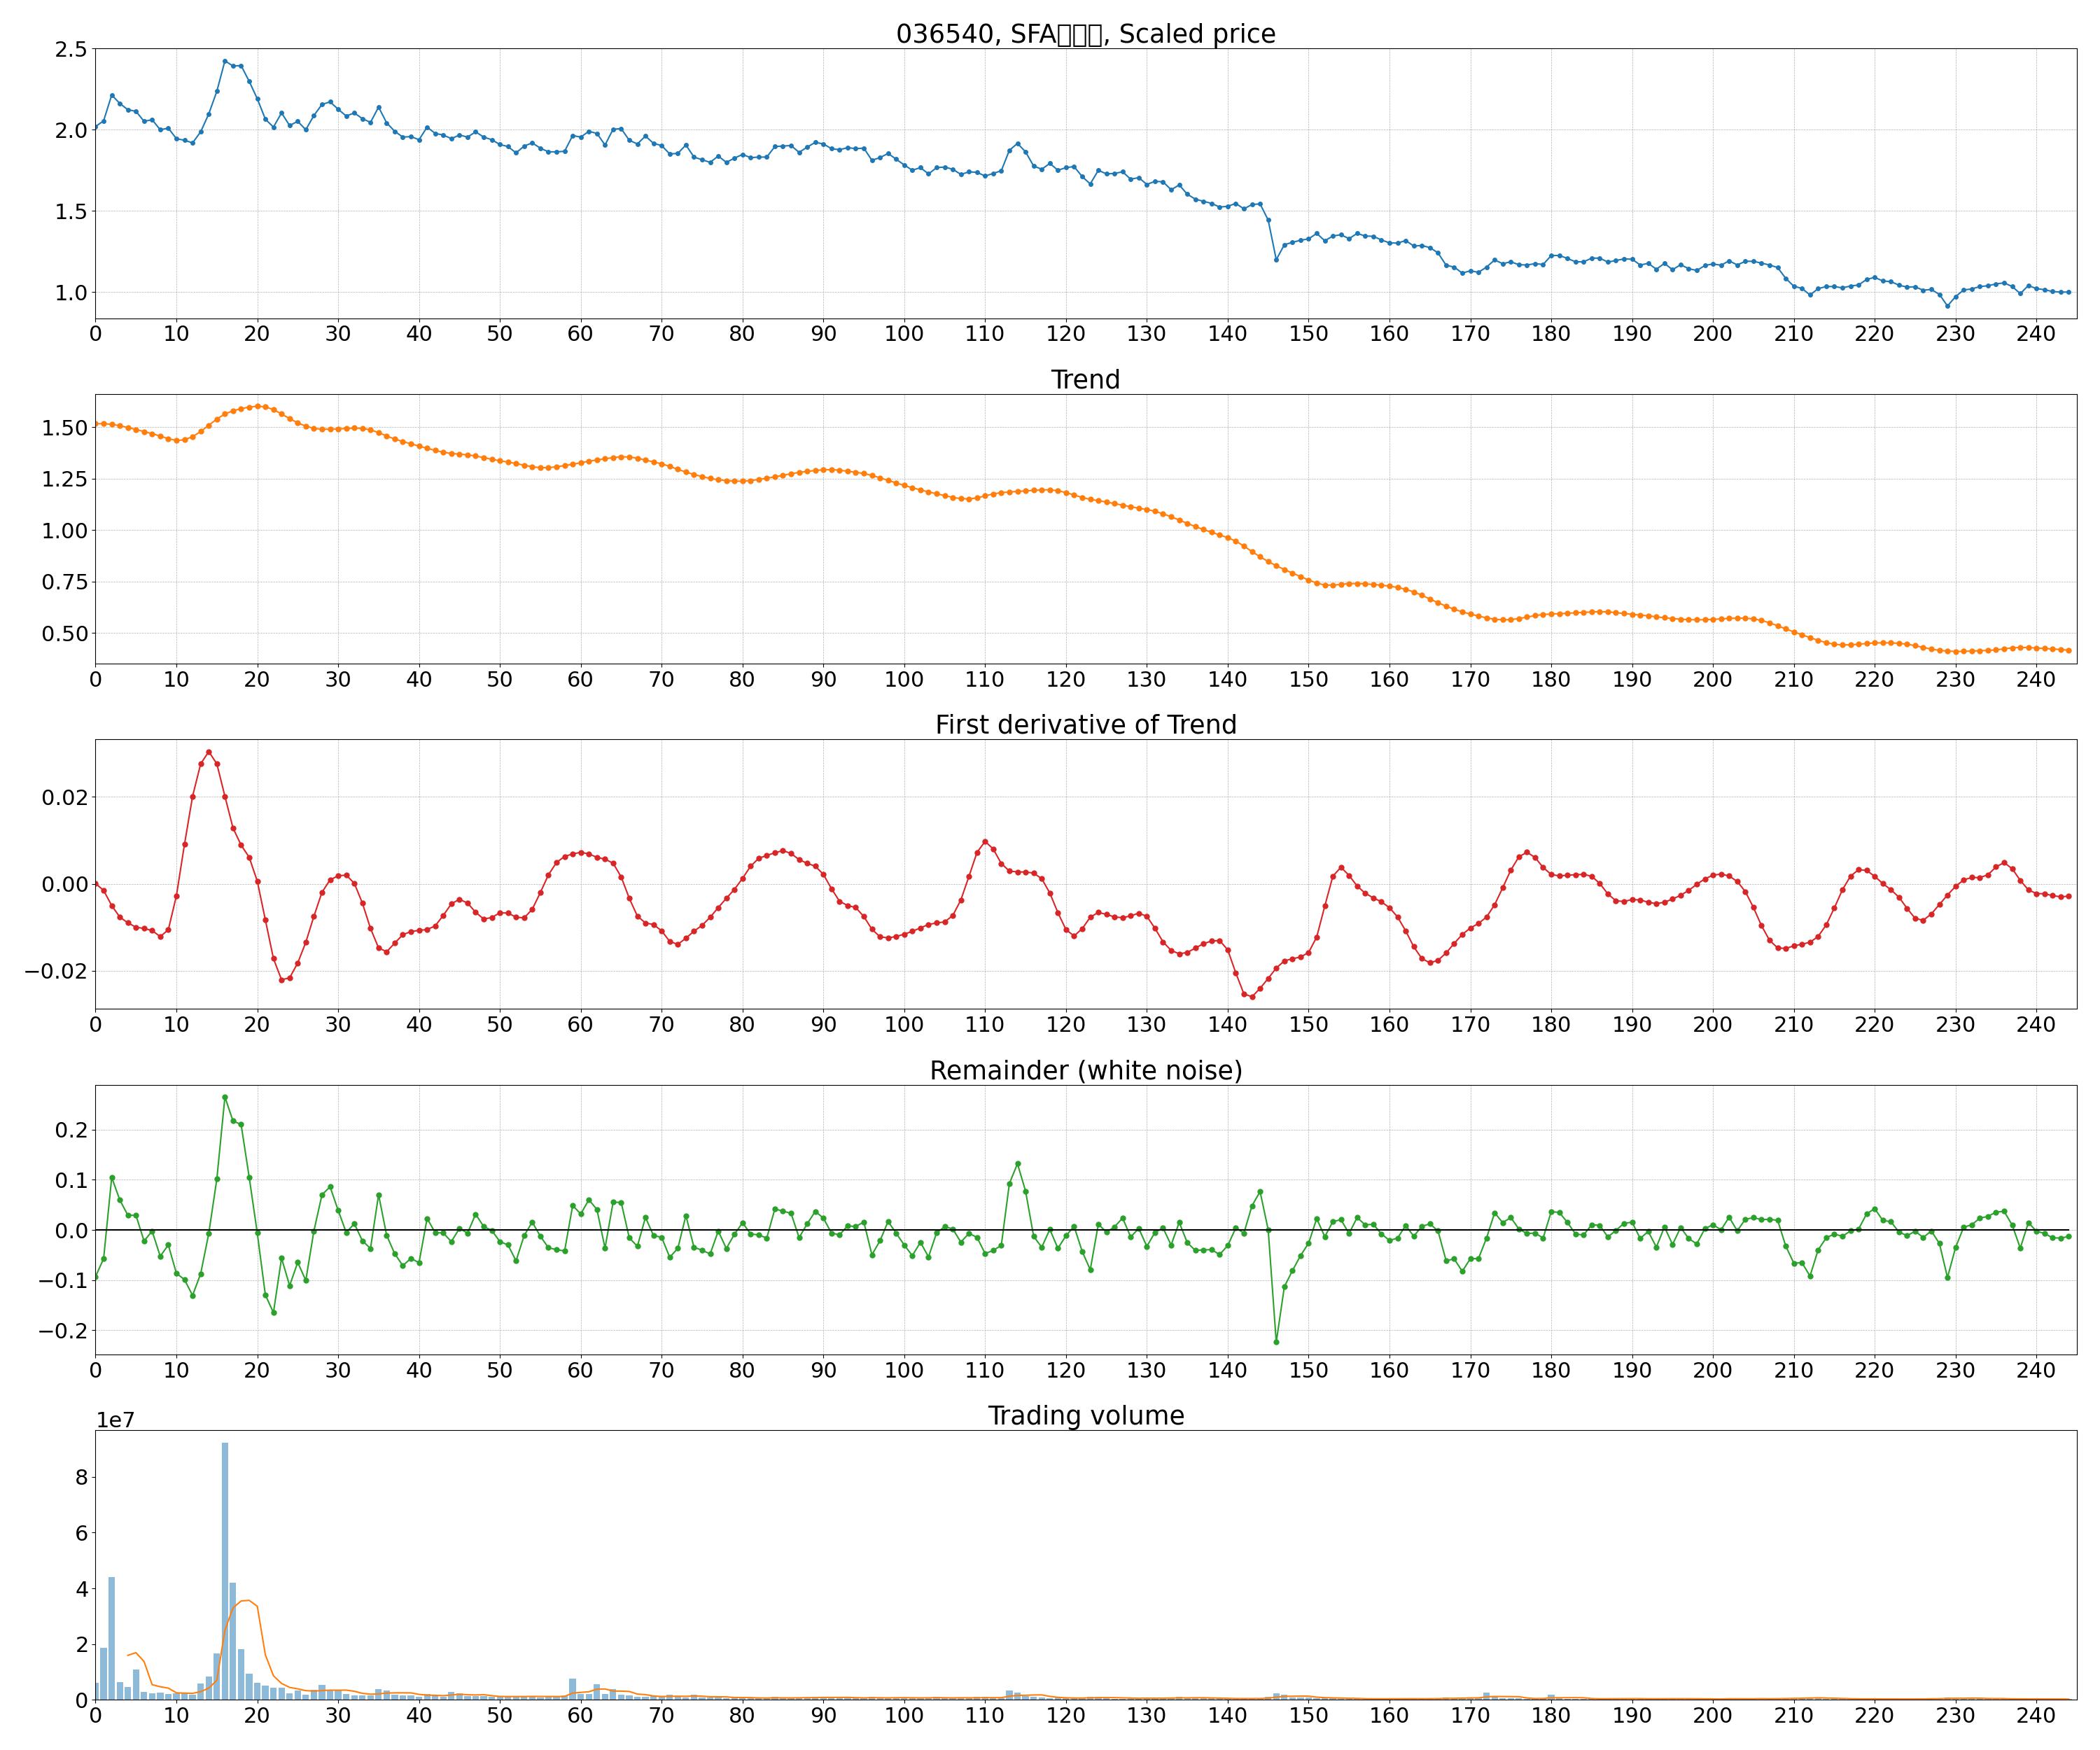 036540, SFA□□□, Scaled price
2.5
2.0
1.5
1.0
0 10 20 30 40 50 60 70 80 90 100 110 120 130 140 150 160 170 180 190 200 210 220 230 240
Trend
1.50
1.25
1.00
0.75
0.50
0 10 20 30 40 50 60 70 80 90 100 110 120 130 140 150 160 170 180 190 200 210 220 230 240
First derivative of Trend
0.02
0.00
−0.02
0 10 20 30 40 50 60 70 80 90 100 110 120 130 140 150 160 170 180 190 200 210 220 230 240
Remainder (white noise)
0.2
0.1
0.0
−0.1
−0.2
0 10 20 30 40 50 60 70 80 90 100 110 120 130 140 150 160 170 180 190 200 210 220 230 240
Trading volume
1e7
8
6
4
2
0
0 10 20 30 40 50 60 70 80 90 100 110 120 130 140 150 160 170 180 190 200 210 220 230 240